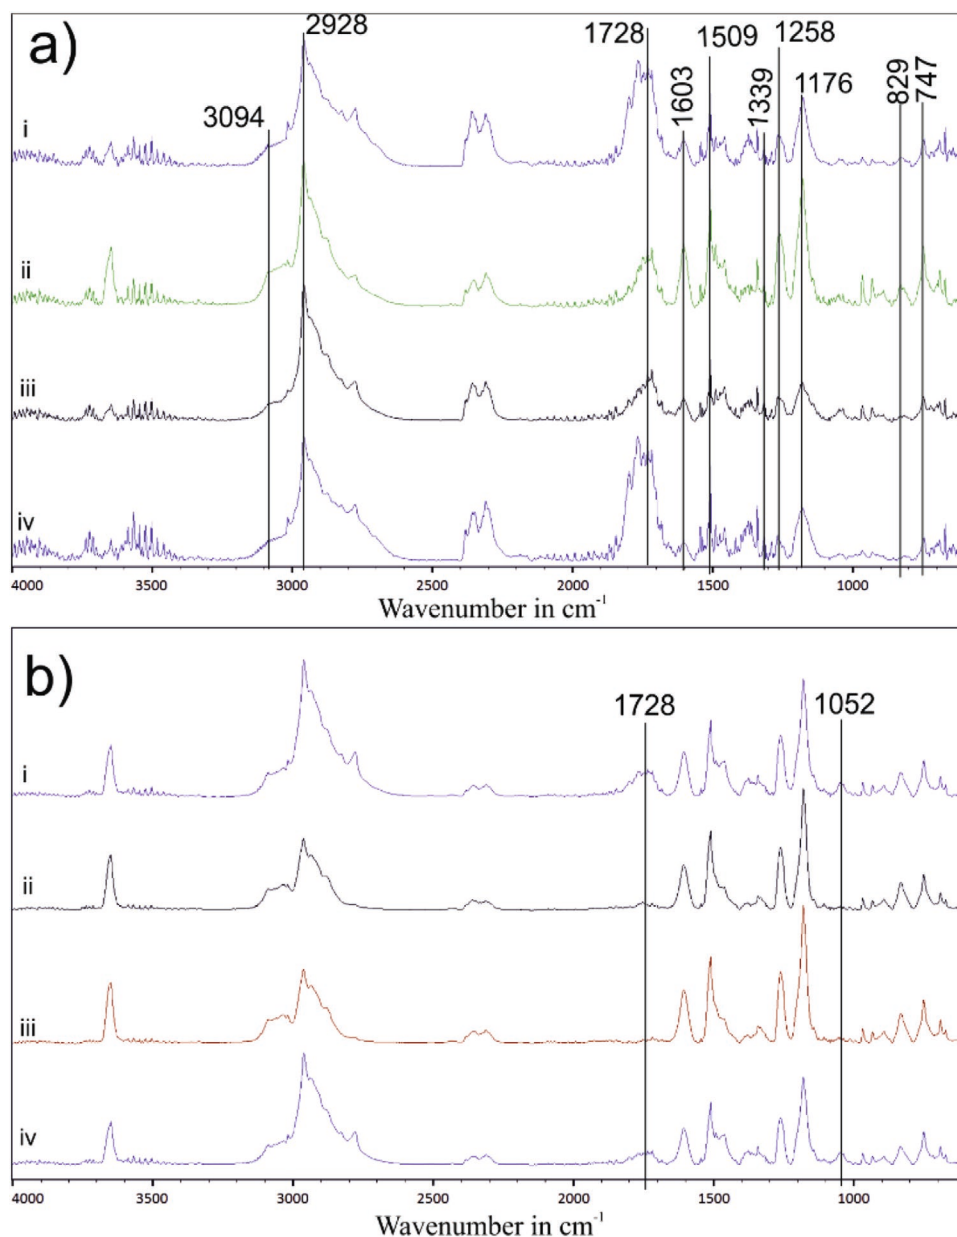 a)
2928
1728
1509
1258
3094
1603
1339
1176
829
747
i
ii
iii
iv
4000 3500 3000 2500 2000 1500 1000
Wavenumber in cm-1
b)
1728
1052
i
ii
iii
iv
4000 3500 3000 2500 2000 1500 1000
Wavenumber in cm-1